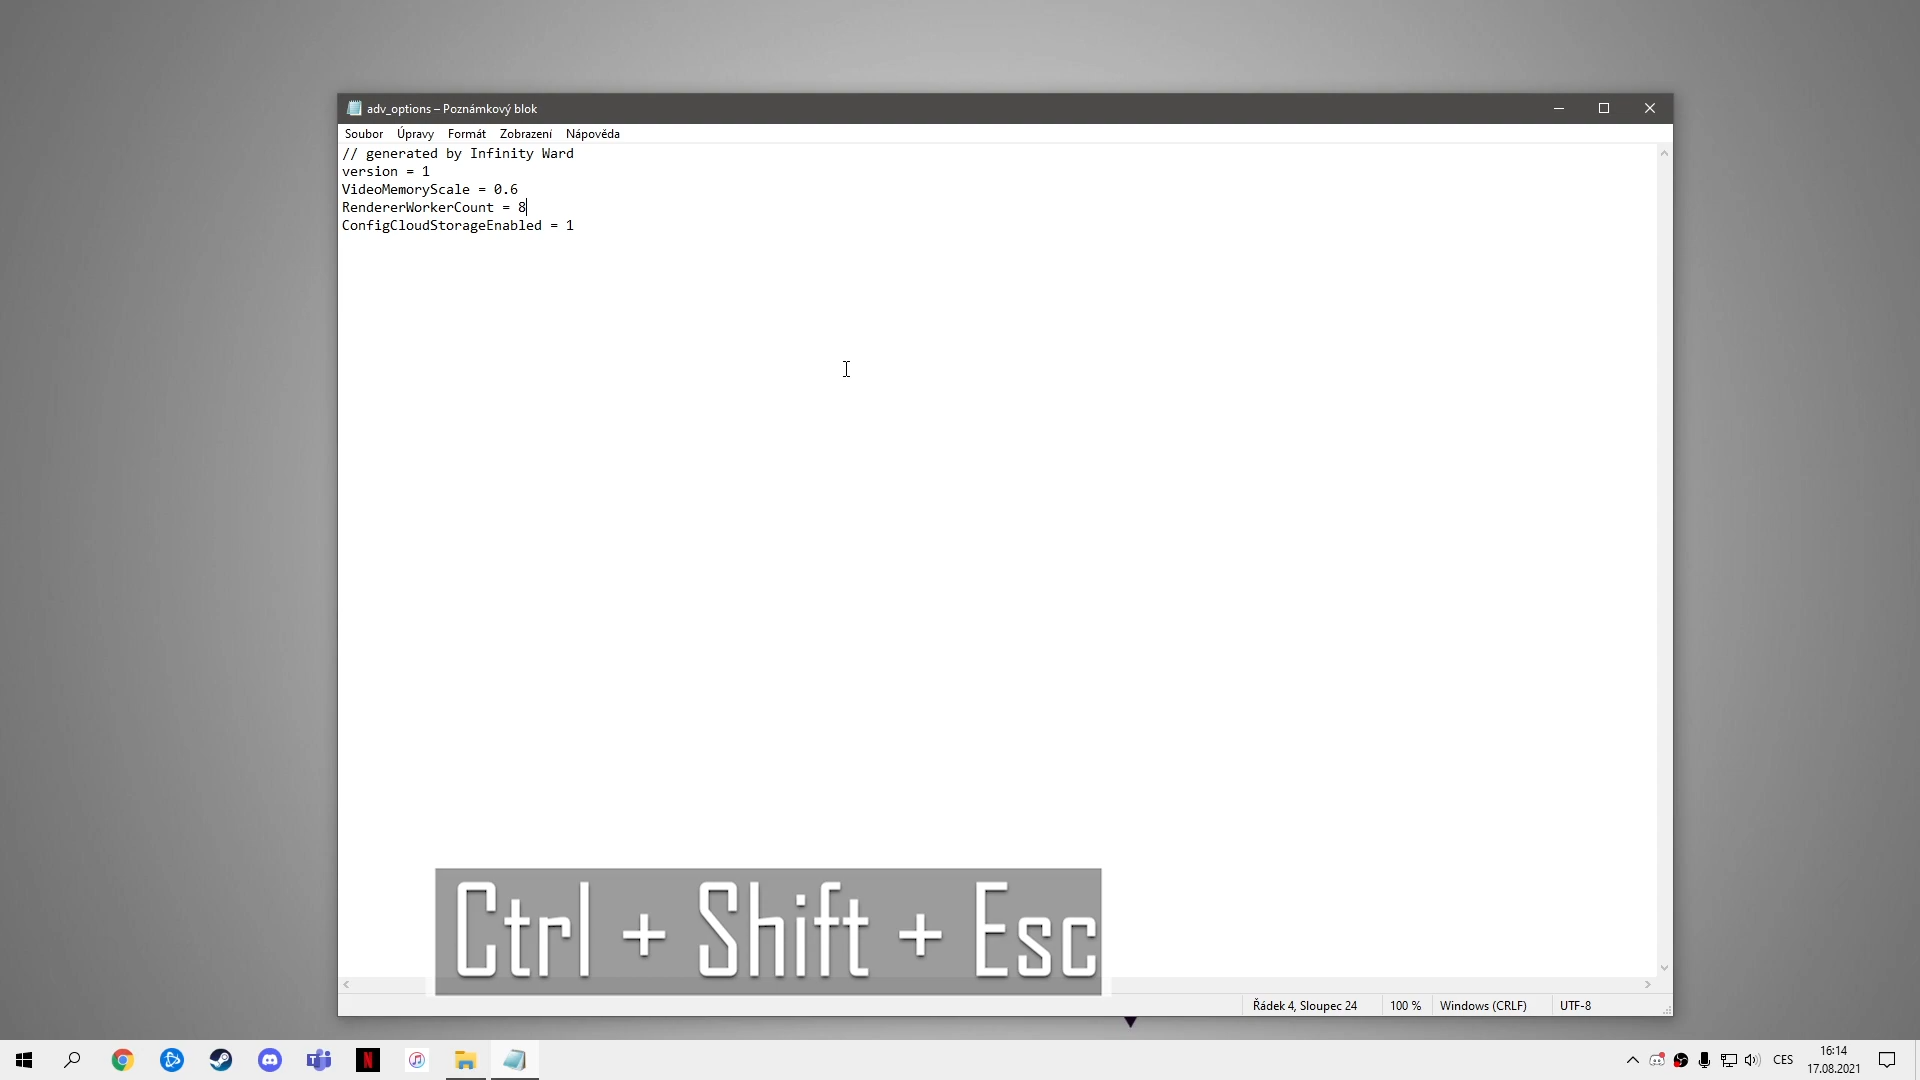 adv_options – Poznámkový blok
Soubor Úpravy Formát Zobrazení Nápověda
// generated by Infinity Ward
version = 1
VideoMemoryScale = 0.6
RendererWorkerCount = 8
ConfigCloudStorageEnabled = 1
Ctrl + Shift + Esc
Řádek 4, Sloupec 24 100 % Windows (CRLF) UTF-8
CES
16:14
17.08.2021